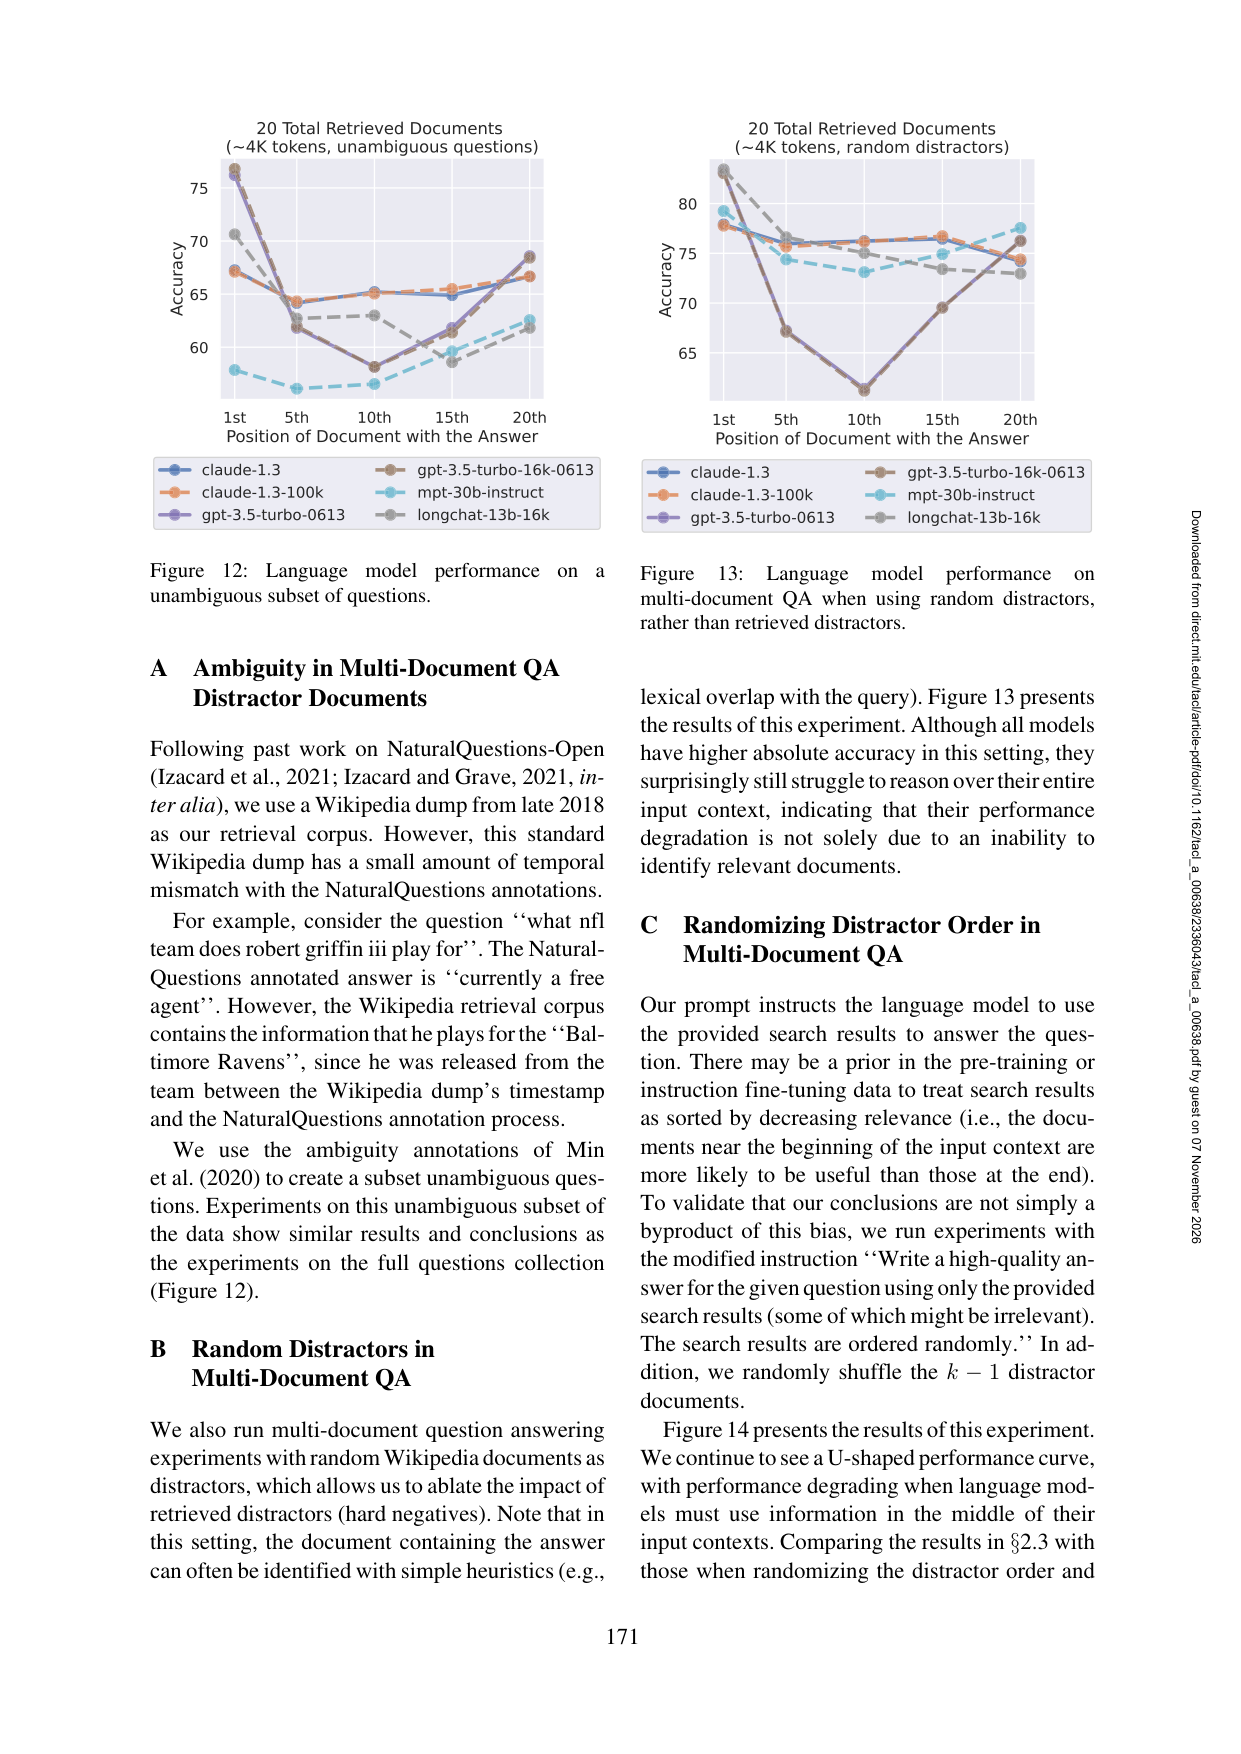 20 Total Retrieved Documents
(~4K tokens, unambiguous questions)
75
70
65
60
Accuracy
1st 5th 10th 15th 20th
Position of Document with the Answer
claude-1.3
claude-1.3-100k
gpt-3.5-turbo-0613
gpt-3.5-turbo-16k-0613
mpt-30b-instruct
longchat-13b-16k
Figure 12: Language model performance on a
unambiguous subset of questions.
A Ambiguity in Multi-Document QA
Distractor Documents
Following past work on NaturalQuestions-Open
(Izacard et al., 2021; Izacard and Grave, 2021, in-
ter alia), we use a Wikipedia dump from late 2018
as our retrieval corpus. However, this standard
Wikipedia dump has a small amount of temporal
mismatch with the NaturalQuestions annotations.
For example, consider the question ‘‘what nfl
team does robert griffin iii play for’’. The Natural-
Questions annotated answer is ‘‘currently a free
agent’’. However, the Wikipedia retrieval corpus
contains the information that he plays for the ‘‘Bal-
timore Ravens’’, since he was released from the
team between the Wikipedia dump’s timestamp
and the NaturalQuestions annotation process.
We use the ambiguity annotations of Min
et al. (2020) to create a subset unambiguous ques-
tions. Experiments on this unambiguous subset of
the data show similar results and conclusions as
the experiments on the full questions collection
(Figure 12).
B Random Distractors in
Multi-Document QA
We also run multi-document question answering
experiments with random Wikipedia documents as
distractors, which allows us to ablate the impact of
retrieved distractors (hard negatives). Note that in
this setting, the document containing the answer
can often be identified with simple heuristics (e.g.,
20 Total Retrieved Documents
(~4K tokens, random distractors)
80
75
70
65
Accuracy
1st 5th 10th 15th 20th
Position of Document with the Answer
claude-1.3
claude-1.3-100k
gpt-3.5-turbo-0613
gpt-3.5-turbo-16k-0613
mpt-30b-instruct
longchat-13b-16k
Figure 13: Language model performance on
multi-document QA when using random distractors,
rather than retrieved distractors.
lexical overlap with the query). Figure 13 presents
the results of this experiment. Although all models
have higher absolute accuracy in this setting, they
surprisingly still struggle to reason over their entire
input context, indicating that their performance
degradation is not solely due to an inability to
identify relevant documents.
C Randomizing Distractor Order in
Multi-Document QA
Our prompt instructs the language model to use
the provided search results to answer the ques-
tion. There may be a prior in the pre-training or
instruction fine-tuning data to treat search results
as sorted by decreasing relevance (i.e., the docu-
ments near the beginning of the input context are
more likely to be useful than those at the end).
To validate that our conclusions are not simply a
byproduct of this bias, we run experiments with
the modified instruction ‘‘Write a high-quality an-
swer for the given question using only the provided
search results (some of which might be irrelevant).
The search results are ordered randomly.’’ In ad-
dition, we randomly shuffle the k − 1 distractor
documents.
Figure 14 presents the results of this experiment.
We continue to see a U-shaped performance curve,
with performance degrading when language mod-
els must use information in the middle of their
input contexts. Comparing the results in §2.3 with
those when randomizing the distractor order and
171
Downloaded from direct.mit.edu/tacl/article-pdf/doi/10.1162/tacl_a_00638/2336043/tacl_a_00638.pdf by guest on 07 November 2026